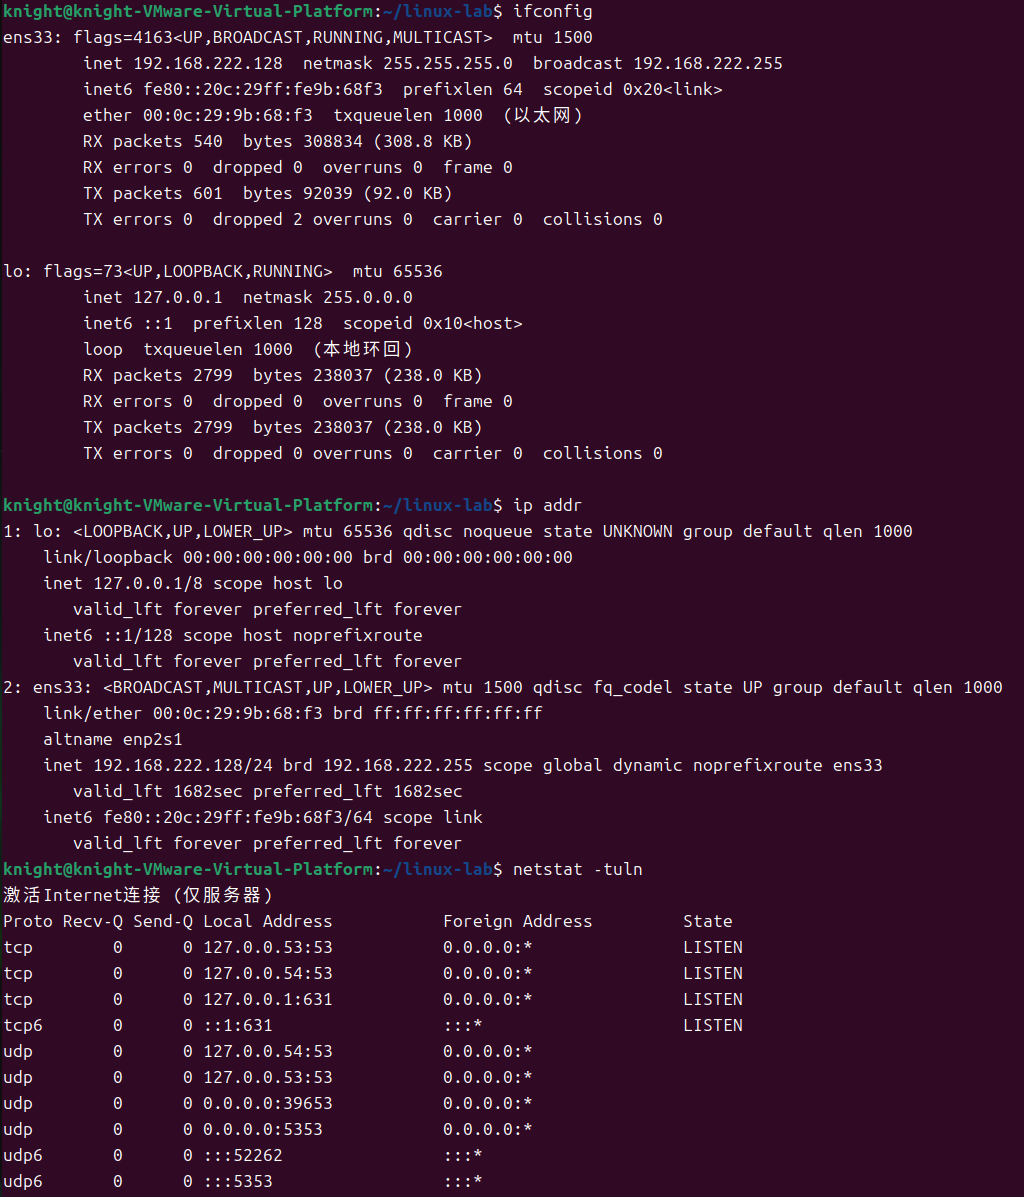 knight@knight-VMware-Virtual-Platform:~/linux-lab$ ifconfig
ens33: flags=4163<UP,BROADCAST,RUNNING,MULTICAST>  mtu 1500
        inet 192.168.222.128  netmask 255.255.255.0  broadcast 192.168.222.255
        inet6 fe80::20c:29ff:fe9b:68f3  prefixlen 64  scopeid 0x20<link>
        ether 00:0c:29:9b:68:f3  txqueuelen 1000  (以太网)
        RX packets 540  bytes 308834 (308.8 KB)
        RX errors 0  dropped 0  overruns 0  frame 0
        TX packets 601  bytes 92039 (92.0 KB)
        TX errors 0  dropped 2 overruns 0  carrier 0  collisions 0

lo: flags=73<UP,LOOPBACK,RUNNING>  mtu 65536
        inet 127.0.0.1  netmask 255.0.0.0
        inet6 ::1  prefixlen 128  scopeid 0x10<host>
        loop  txqueuelen 1000  (本地环回)
        RX packets 2799  bytes 238037 (238.0 KB)
        RX errors 0  dropped 0  overruns 0  frame 0
        TX packets 2799  bytes 238037 (238.0 KB)
        TX errors 0  dropped 0 overruns 0  carrier 0  collisions 0

knight@knight-VMware-Virtual-Platform:~/linux-lab$ ip addr
1: lo: <LOOPBACK,UP,LOWER_UP> mtu 65536 qdisc noqueue state UNKNOWN group default qlen 1000
    link/loopback 00:00:00:00:00:00 brd 00:00:00:00:00:00
    inet 127.0.0.1/8 scope host lo
       valid_lft forever preferred_lft forever
    inet6 ::1/128 scope host noprefixroute
       valid_lft forever preferred_lft forever
2: ens33: <BROADCAST,MULTICAST,UP,LOWER_UP> mtu 1500 qdisc fq_codel state UP group default qlen 1000
    link/ether 00:0c:29:9b:68:f3 brd ff:ff:ff:ff:ff:ff
    altname enp2s1
    inet 192.168.222.128/24 brd 192.168.222.255 scope global dynamic noprefixroute ens33
       valid_lft 1682sec preferred_lft 1682sec
    inet6 fe80::20c:29ff:fe9b:68f3/64 scope link
       valid_lft forever preferred_lft forever
knight@knight-VMware-Virtual-Platform:~/linux-lab$ netstat -tuln
激活Internet连接 (仅服务器)
Proto Recv-Q Send-Q Local Address           Foreign Address         State
tcp        0      0 127.0.0.53:53           0.0.0.0:*               LISTEN
tcp        0      0 127.0.0.54:53           0.0.0.0:*               LISTEN
tcp        0      0 127.0.0.1:631           0.0.0.0:*               LISTEN
tcp6       0      0 ::1:631                 :::*                    LISTEN
udp        0      0 127.0.0.54:53           0.0.0.0:*
udp        0      0 127.0.0.53:53           0.0.0.0:*
udp        0      0 0.0.0.0:39653           0.0.0.0:*
udp        0      0 0.0.0.0:5353            0.0.0.0:*
udp6       0      0 :::52262                :::*
udp6       0      0 :::5353                 :::*